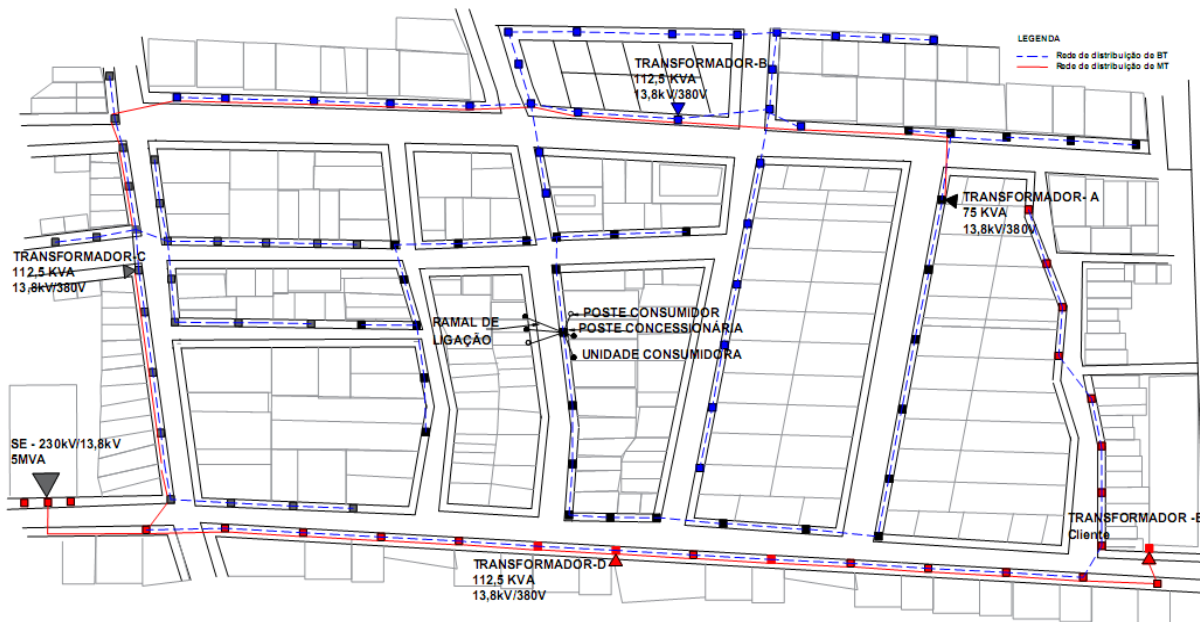 LEGENDA
Rede de distribuição de BT
Rede de distribuição de MT
TRANSFORMADOR-B
112,5 KVA
13,8kV/380V
TRANSFORMADOR- A
75 KVA
13,8kV/380V
TRANSFORMADOR-C
112,5 KVA
13,8kV/380V
RAMAL DE
LIGAÇÃO
POSTE CONSUMIDOR
POSTE CONCESSIONÁRIA
UNIDADE CONSUMIDORA
SE - 230kV/13,8kV
5MVA
TRANSFORMADOR -E
Cliente
TRANSFORMADOR-D
112,5 KVA
13,8kV/380V